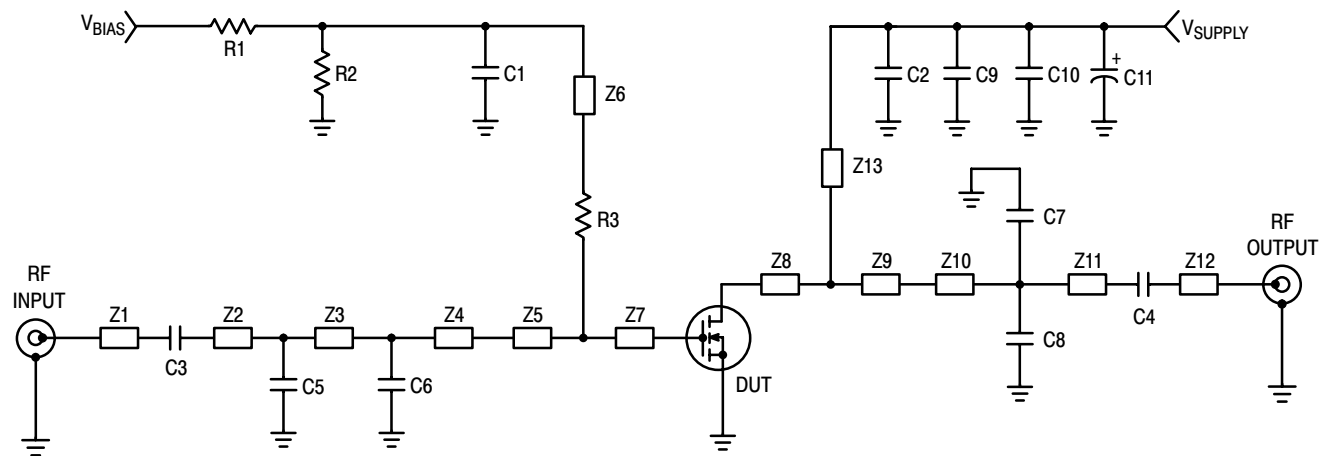 VBIAS
R1
R2
C1
Z6
R3
VSUPPLY
C2
C9
C10
+
C11
Z13
C7
RF
INPUT
Z1
C3
Z2
Z3
C5
C6
Z4
Z5
Z7
DUT
Z8
Z9
Z10
C8
Z11
C4
Z12
RF
OUTPUT